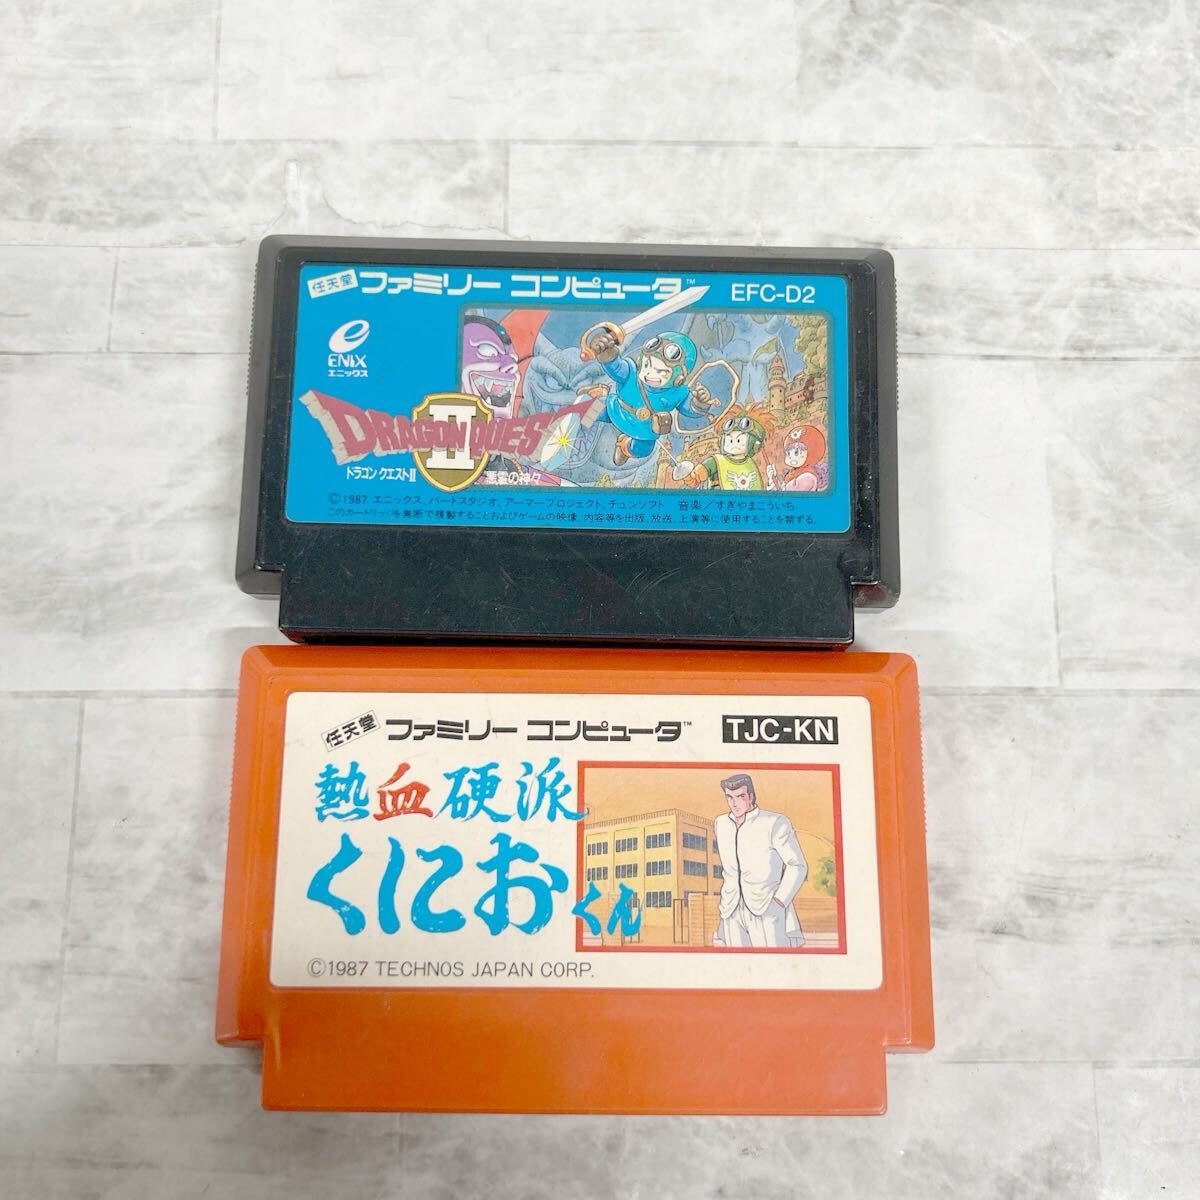 任天堂 ファミリー コンピュータ™ EFC-D2
ENIX
エニックス
DRAGON QUEST
II
ドラゴン クエストII 悪霊の神々
©1987 エニックス、バードスタジオ、アーマープロジェクト、チュンソフト 音楽/すぎやまこういち
このカートリッジを無断で複製することおよびゲームの映像、内容等を出版、放送、上演等に使用することを禁ずる。
任天堂 ファミリー コンピュータ™ TJC-KN
熱血硬派
くにおくん
©1987 TECHNOS JAPAN CORP.